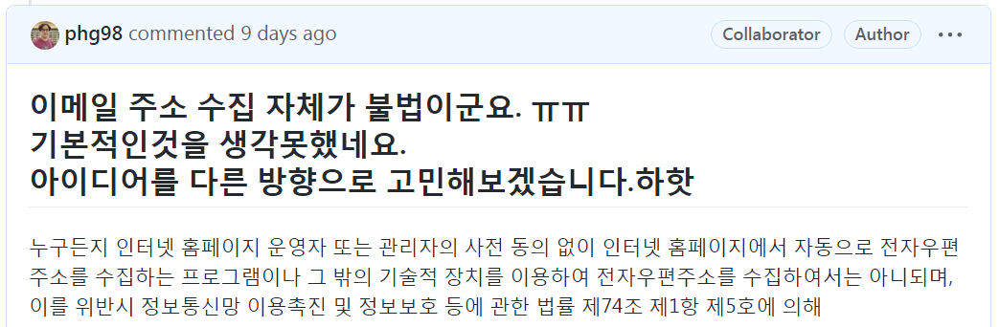 phg98 commented 9 days ago
Collaborator
Author
이메일 주소 수집 자체가 불법이군요. ㅠㅠ
기본적인것을 생각못했네요.
아이디어를 다른 방향으로 고민해보겠습니다.하핫
누구든지 인터넷 홈페이지 운영자 또는 관리자의 사전 동의 없이 인터넷 홈페이지에서 자동으로 전자우편
주소를 수집하는 프로그램이나 그 밖의 기술적 장치를 이용하여 전자우편주소를 수집하여서는 아니되며,
이를 위반시 정보통신망 이용촉진 및 정보보호 등에 관한 법률 제74조 제1항 제5호에 의해